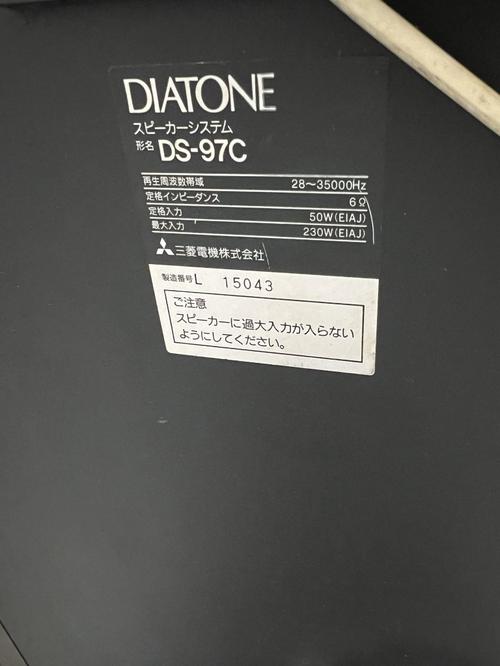 DIATONE
スピーカーシステム
形名 DS-97C
再生周波数帯域 28〜35000Hz
定格インピーダンス 6Ω
定格入力 50W(EIAJ)
最大入力 230W(EIAJ)
三菱電機株式会社
製造番号 L 15043
ご注意
スピーカーに過大入力が入らない
ようにしてください。